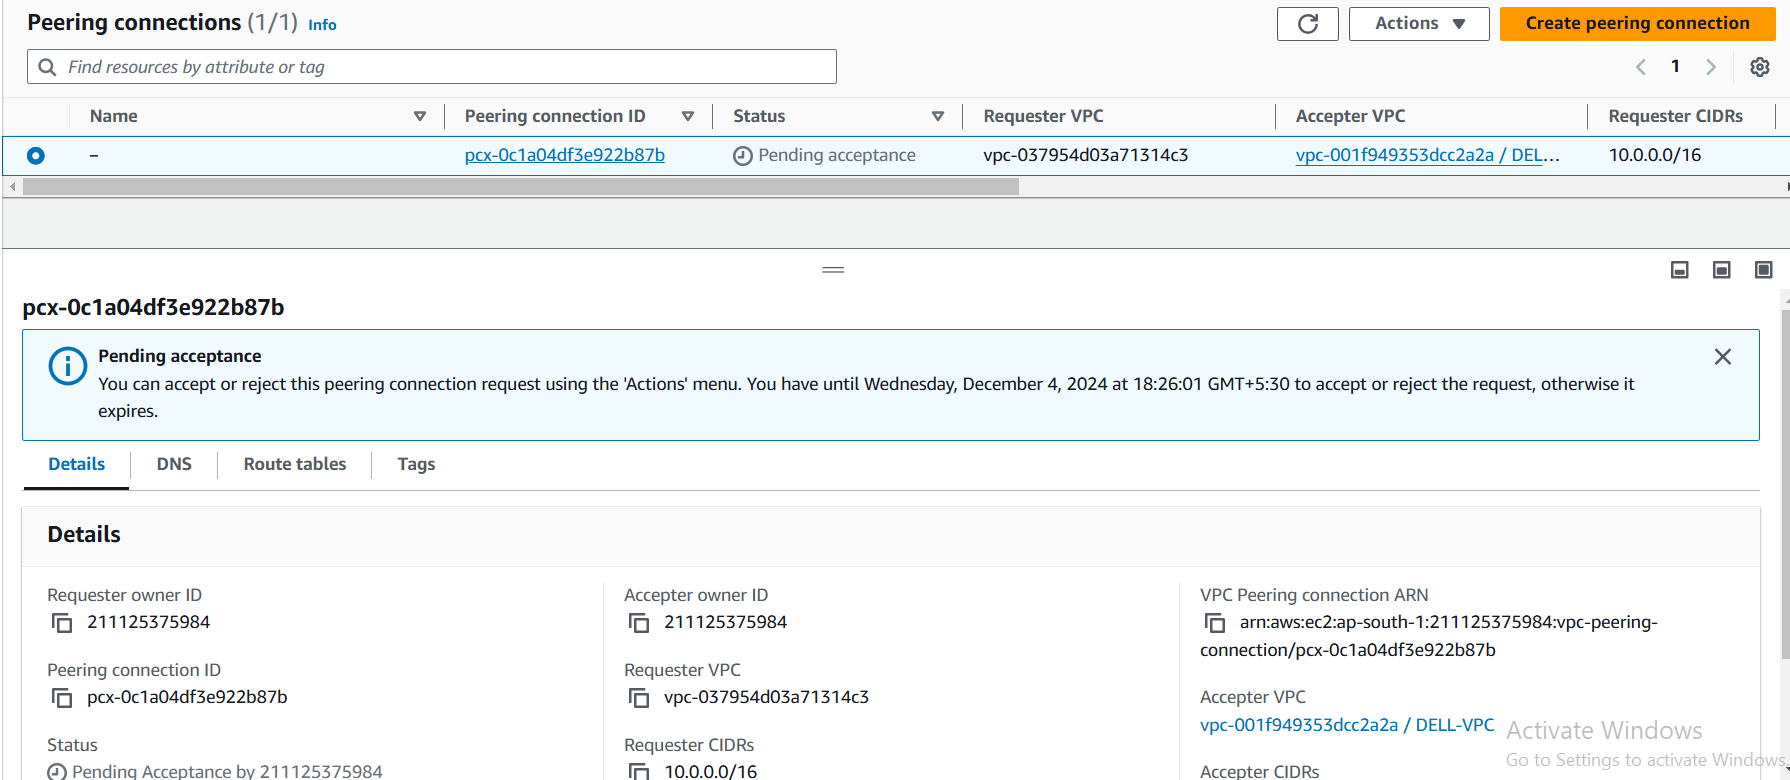 Peering connections (1/1) Info
Actions
Create peering connection
Find resources by attribute or tag
1
Name
Peering connection ID
Status
Requester VPC
Accepter VPC
Requester CIDRs
–
pcx-0c1a04df3e922b87b
Pending acceptance
vpc-037954d03a71314c3
vpc-001f949353dcc2a2a / DEL...
10.0.0.0/16
pcx-0c1a04df3e922b87b
Pending acceptance
You can accept or reject this peering connection request using the 'Actions' menu. You have until Wednesday, December 4, 2024 at 18:26:01 GMT+5:30 to accept or reject the request, otherwise it
expires.
Details
DNS
Route tables
Tags
Details
Requester owner ID
211125375984
Accepter owner ID
211125375984
VPC Peering connection ARN
arn:aws:ec2:ap-south-1:211125375984:vpc-peering-
connection/pcx-0c1a04df3e922b87b
Peering connection ID
pcx-0c1a04df3e922b87b
Requester VPC
vpc-037954d03a71314c3
Accepter VPC
vpc-001f949353dcc2a2a / DELL-VPC
Status
Pending Acceptance by 211125375984
Requester CIDRs
10.0.0.0/16
Accepter CIDRs
Activate Windows
Go to Settings to activate Windows.